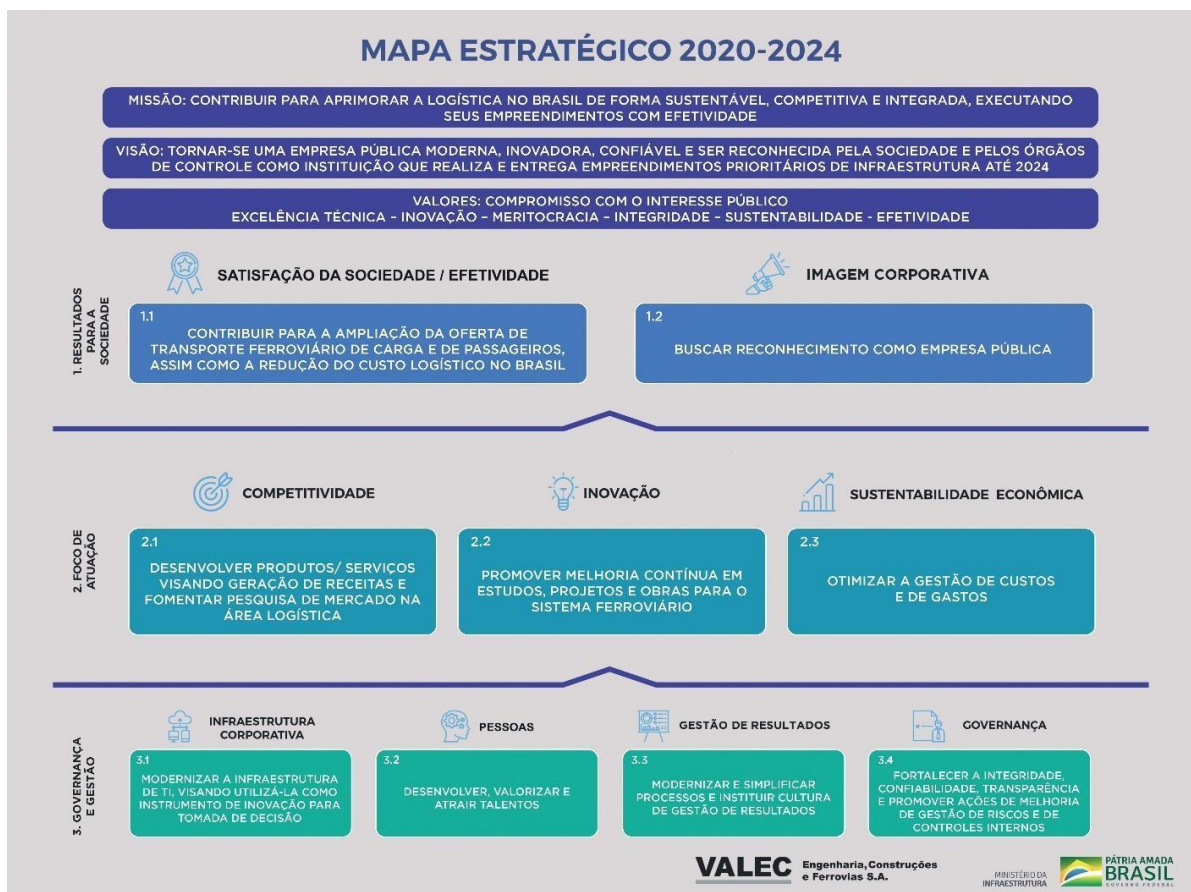 MAPA ESTRATÉGICO 2020-2024
MISSÃO: CONTRIBUIR PARA APRIMORAR A LOGÍSTICA NO BRASIL DE FORMA SUSTENTÁVEL, COMPETITIVA E INTEGRADA, EXECUTANDO
SEUS EMPREENDIMENTOS COM EFETIVIDADE
VISÃO: TORNAR-SE UMA EMPRESA PÚBLICA MODERNA, INOVADORA, CONFIÁVEL E SER RECONHECIDA PELA SOCIEDADE E PELOS ÓRGÃOS
DE CONTROLE COMO INSTITUIÇÃO QUE REALIZA E ENTREGA EMPREENDIMENTOS PRIORITÁRIOS DE INFRAESTRUTURA ATÉ 2024
VALORES: COMPROMISSO COM O INTERESSE PÚBLICO
EXCELÊNCIA TÉCNICA – INOVAÇÃO – MERITOCRACIA – INTEGRIDADE – SUSTENTABILIDADE - EFETIVIDADE
1. RESULTADOS
PARA A
SOCIEDADE
SATISFAÇÃO DA SOCIEDADE / EFETIVIDADE
1.1
CONTRIBUIR PARA A AMPLIAÇÃO DA OFERTA DE
TRANSPORTE FERROVIÁRIO DE CARGA E DE PASSAGEIROS,
ASSIM COMO A REDUÇÃO DO CUSTO LOGÍSTICO NO BRASIL
IMAGEM CORPORATIVA
1.2
BUSCAR RECONHECIMENTO COMO EMPRESA PÚBLICA
2. FOCO DE
ATUAÇÃO
COMPETITIVIDADE
2.1
DESENVOLVER PRODUTOS/ SERVIÇOS
VISANDO GERAÇÃO DE RECEITAS E
FOMENTAR PESQUISA DE MERCADO NA
ÁREA LOGÍSTICA
INOVAÇÃO
2.2
PROMOVER MELHORIA CONTÍNUA EM
ESTUDOS, PROJETOS E OBRAS PARA O
SISTEMA FERROVIÁRIO
SUSTENTABILIDADE ECONÔMICA
2.3
OTIMIZAR A GESTÃO DE CUSTOS
E DE GASTOS
3. GOVERNANÇA
E GESTÃO
INFRAESTRUTURA
CORPORATIVA
3.1
MODERNIZAR A INFRAESTRUTURA
DE TI, VISANDO UTILIZÁ-LA COMO
INSTRUMENTO DE INOVAÇÃO PARA
TOMADA DE DECISÃO
PESSOAS
3.2
DESENVOLVER, VALORIZAR E
ATRAIR TALENTOS
GESTÃO DE RESULTADOS
3.3
MODERNIZAR E SIMPLIFICAR
PROCESSOS E INSTITUIR CULTURA
DE GESTÃO DE RESULTADOS
GOVERNANÇA
3.4
FORTALECER A INTEGRIDADE,
CONFIABILIDADE, TRANSPARÊNCIA
E PROMOVER AÇÕES DE MELHORIA
DE GESTÃO DE RISCOS E DE
CONTROLES INTERNOS
VALEC
Engenharia, Construções
e Ferrovias S.A.
MINISTÉRIO DA
INFRAESTRUTURA
PÁTRIA AMADA
BRASIL
GOVERNO FEDERAL